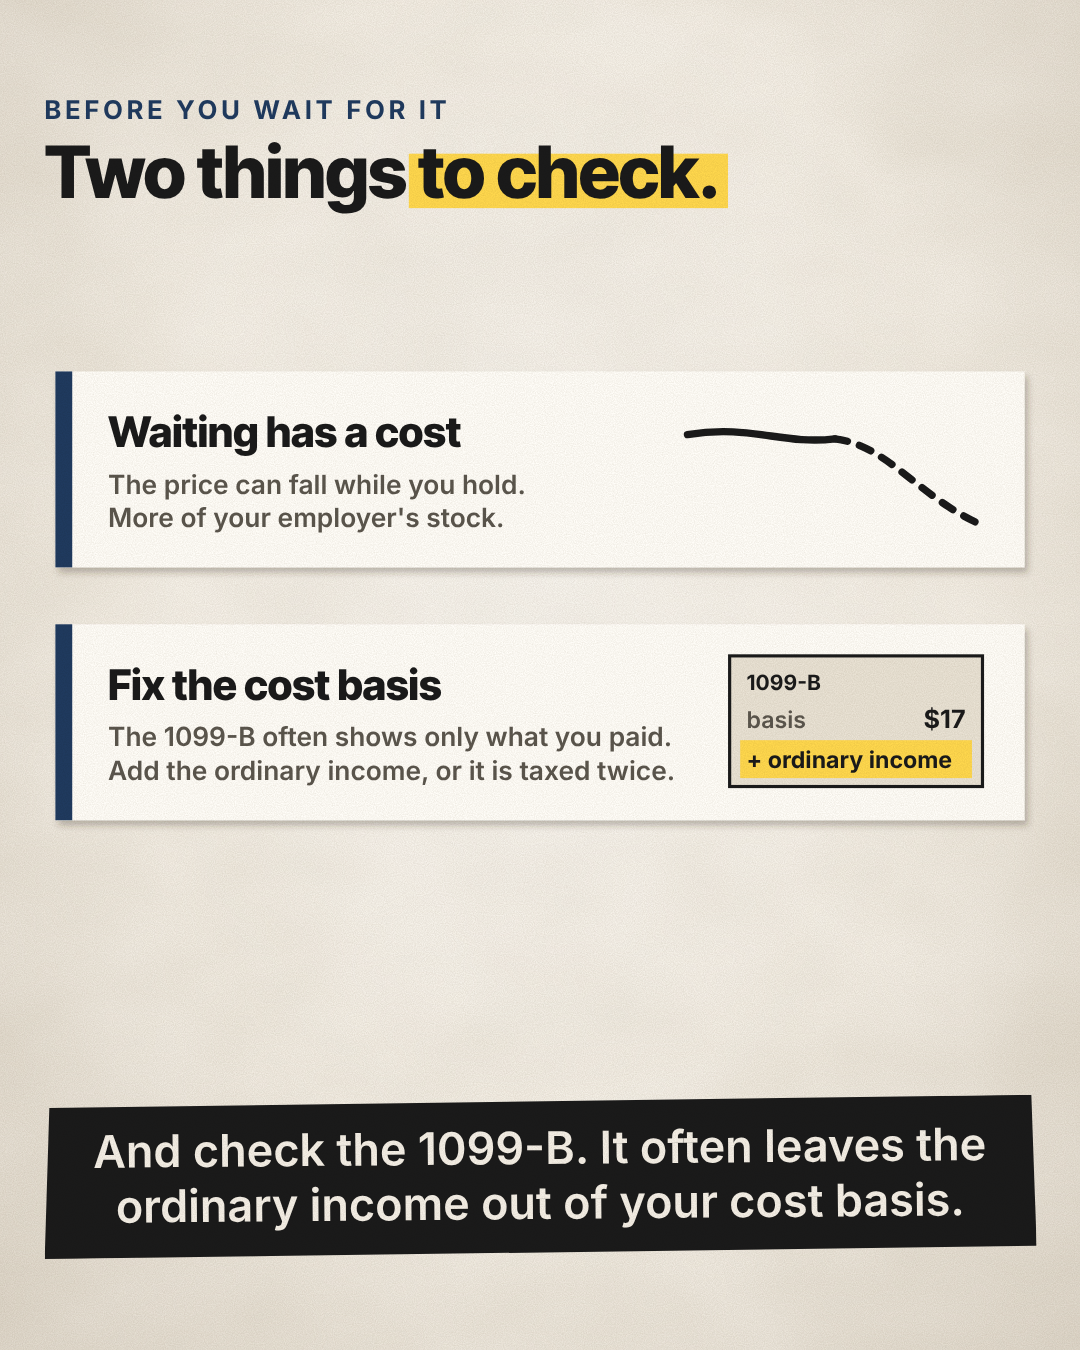 BEFORE YOU WAIT FOR IT
Two things to check.
Waiting has a cost
The price can fall while you hold.
More of your employer's stock.
Fix the cost basis
The 1099-B often shows only what you paid.
Add the ordinary income, or it is taxed twice.
1099-B
basis $17
+ ordinary income
And check the 1099-B. It often leaves the
ordinary income out of your cost basis.